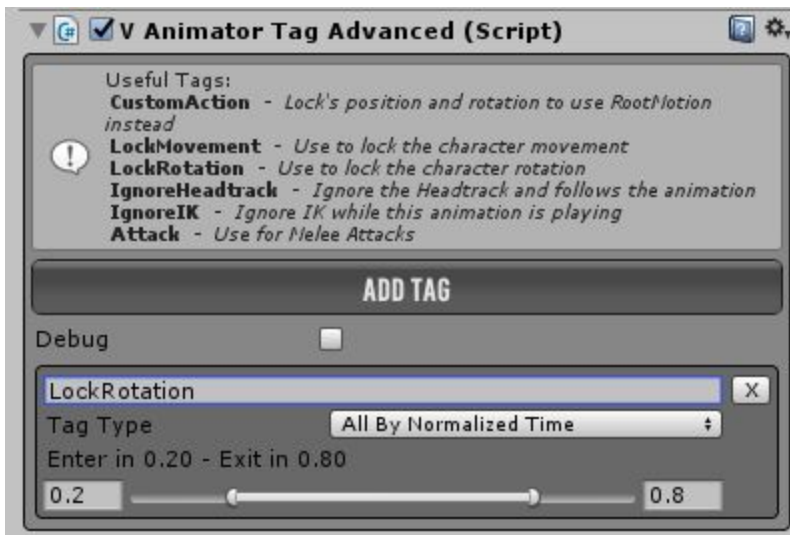 V Animator Tag Advanced (Script)
Useful Tags:
CustomAction - Lock's position and rotation to use RootMotion
instead
LockMovement - Use to lock the character movement
LockRotation - Use to lock the character rotation
IgnoreHeadtrack - Ignore the Headtrack and follows the animation
IgnoreIK - Ignore IK while this animation is playing
Attack - Use for Melee Attacks
ADD TAG
Debug
LockRotation X
Tag Type All By Normalized Time
Enter in 0.20 - Exit in 0.80
0.2 0.8